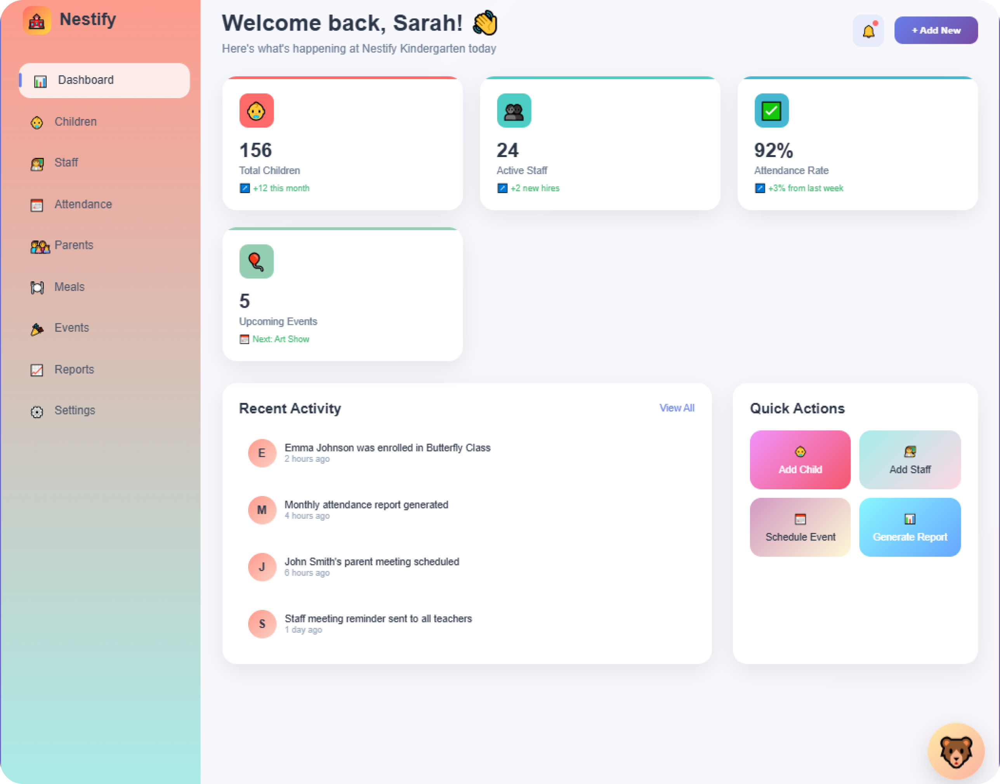 Nestify
Dashboard
Children
Staff
Attendance
Parents
Meals
Events
Reports
Settings
Welcome back, Sarah!
Here's what's happening at Nestify Kindergarten today
+ Add New
156
Total Children
+12 this month
24
Active Staff
+2 new hires
92%
Attendance Rate
+3% from last week
5
Upcoming Events
Next: Art Show
Recent Activity
View All
E
Emma Johnson was enrolled in Butterfly Class
2 hours ago
M
Monthly attendance report generated
4 hours ago
J
John Smith's parent meeting scheduled
6 hours ago
S
Staff meeting reminder sent to all teachers
1 day ago
Quick Actions
Add Child
Add Staff
Schedule Event
Generate Report